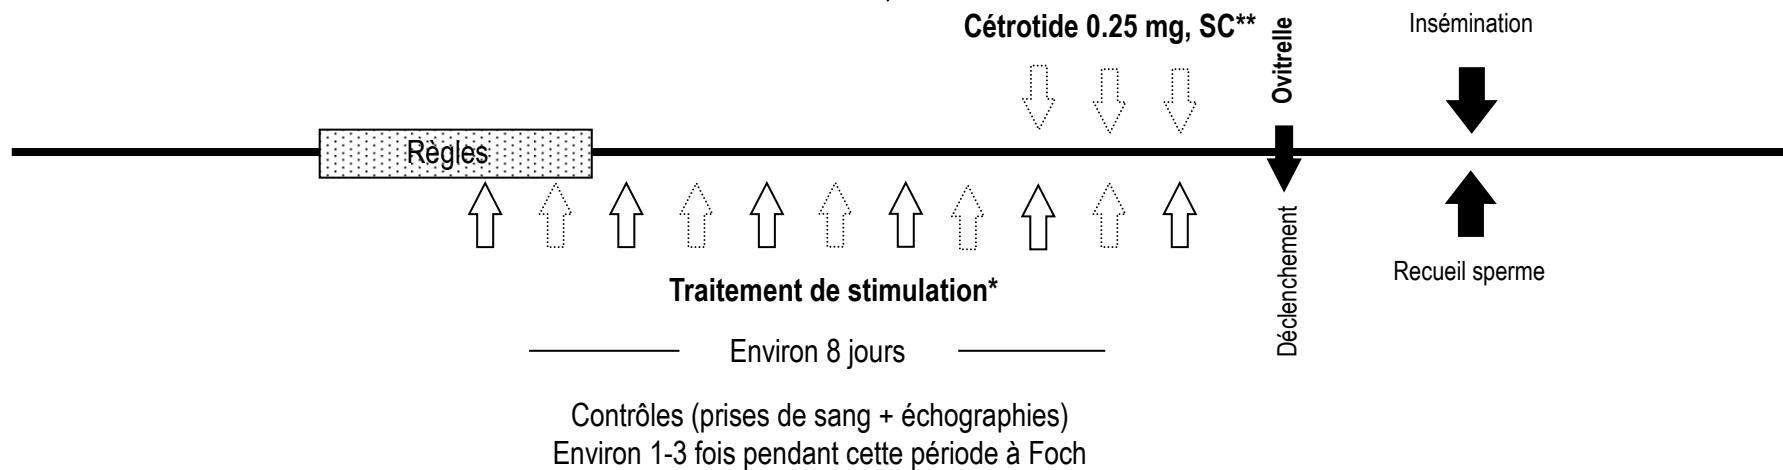 Cétrotide 0.25 mg, SC**
Ovitrelle
Insémination
Règles
Traitement de stimulation*
Déclenchement
Recueil sperme
Environ 8 jours
Contrôles (prises de sang + échographies)
Environ 1-3 fois pendant cette période à Foch